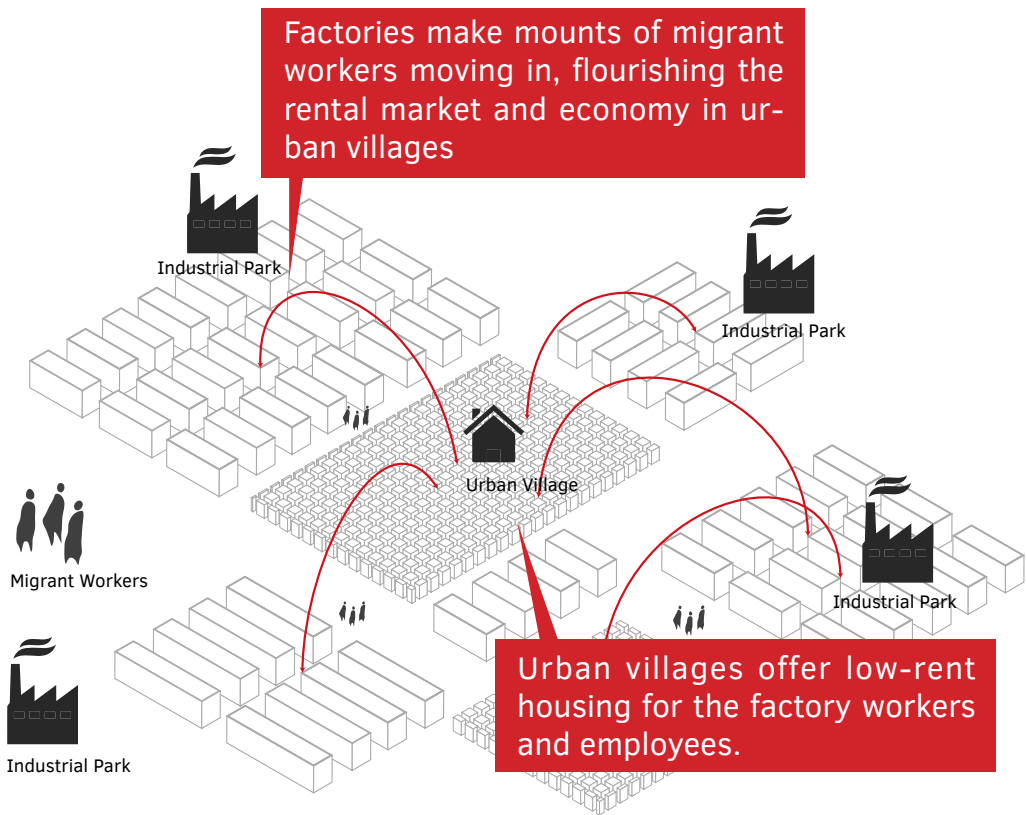 Factories make mounts of migrant
workers moving in, flourishing the
rental market and economy in ur-
ban villages
Industrial Park
Industrial Park
Urban Village
Migrant Workers
Industrial Park
Urban villages offer low-rent
housing for the factory workers
and employees.
Industrial Park